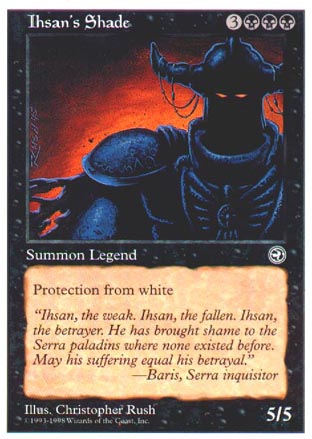 Ihsan's Shade 3
Summon Legend
Protection from white
“Ihsan, the weak. Ihsan, the fallen. Ihsan,
the betrayer. He has brought shame to the
Serra paladins where none existed before.
May his suffering equal his betrayal.”
—Baris, Serra inquisitor
Illus. Christopher Rush
©1993-1998 Wizards of the Coast, Inc. 5/5